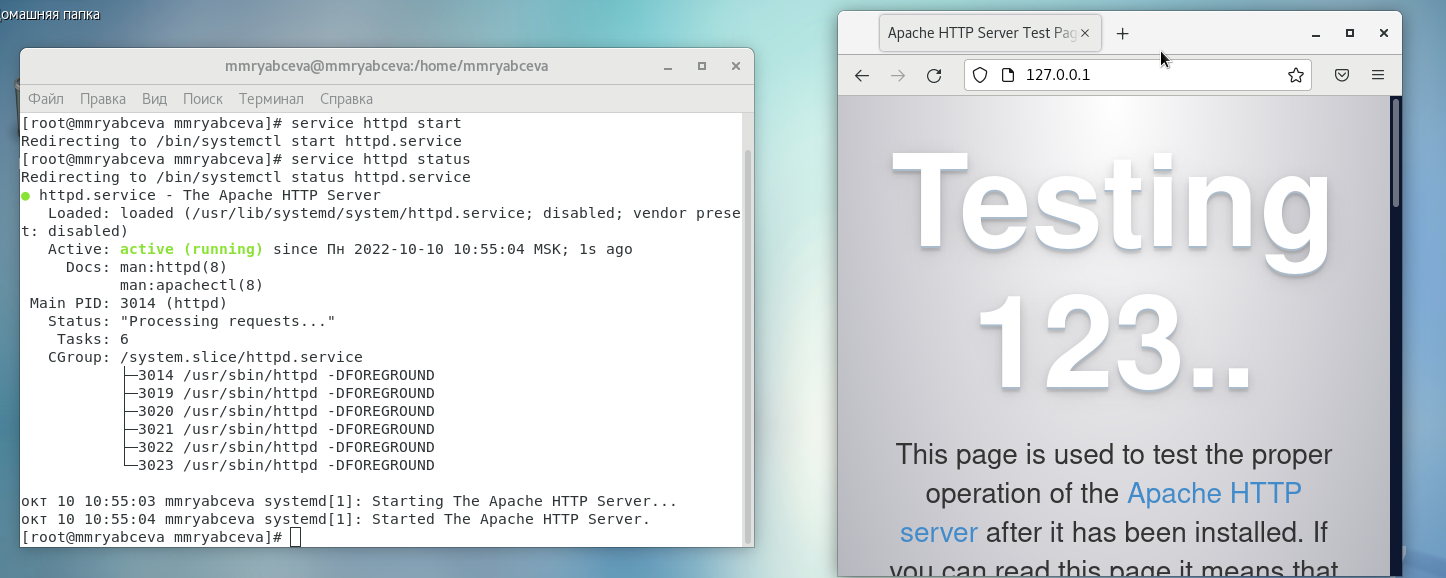 омашняя папка
mmryabceva@mmryabceva:/home/mmryabceva
Файл Правка Вид Поиск Терминал Справка
[root@mmryabceva mmryabceva]# service httpd start
Redirecting to /bin/systemctl start httpd.service
[root@mmryabceva mmryabceva]# service httpd status
Redirecting to /bin/systemctl status httpd.service
● httpd.service - The Apache HTTP Server
   Loaded: loaded (/usr/lib/systemd/system/httpd.service; disabled; vendor prese
t: disabled)
   Active: active (running) since Пн 2022-10-10 10:55:04 MSK; 1s ago
     Docs: man:httpd(8)
           man:apachectl(8)
 Main PID: 3014 (httpd)
   Status: "Processing requests..."
    Tasks: 6
   CGroup: /system.slice/httpd.service
           ├─3014 /usr/sbin/httpd -DFOREGROUND
           ├─3019 /usr/sbin/httpd -DFOREGROUND
           ├─3020 /usr/sbin/httpd -DFOREGROUND
           ├─3021 /usr/sbin/httpd -DFOREGROUND
           ├─3022 /usr/sbin/httpd -DFOREGROUND
           └─3023 /usr/sbin/httpd -DFOREGROUND
окт 10 10:55:03 mmryabceva systemd[1]: Starting The Apache HTTP Server...
окт 10 10:55:04 mmryabceva systemd[1]: Started The Apache HTTP Server.
[root@mmryabceva mmryabceva]#
Apache HTTP Server Test Pag
127.0.0.1
Testing
123..
This page is used to test the proper
operation of the Apache HTTP
server after it has been installed. If
you can read this page it means that